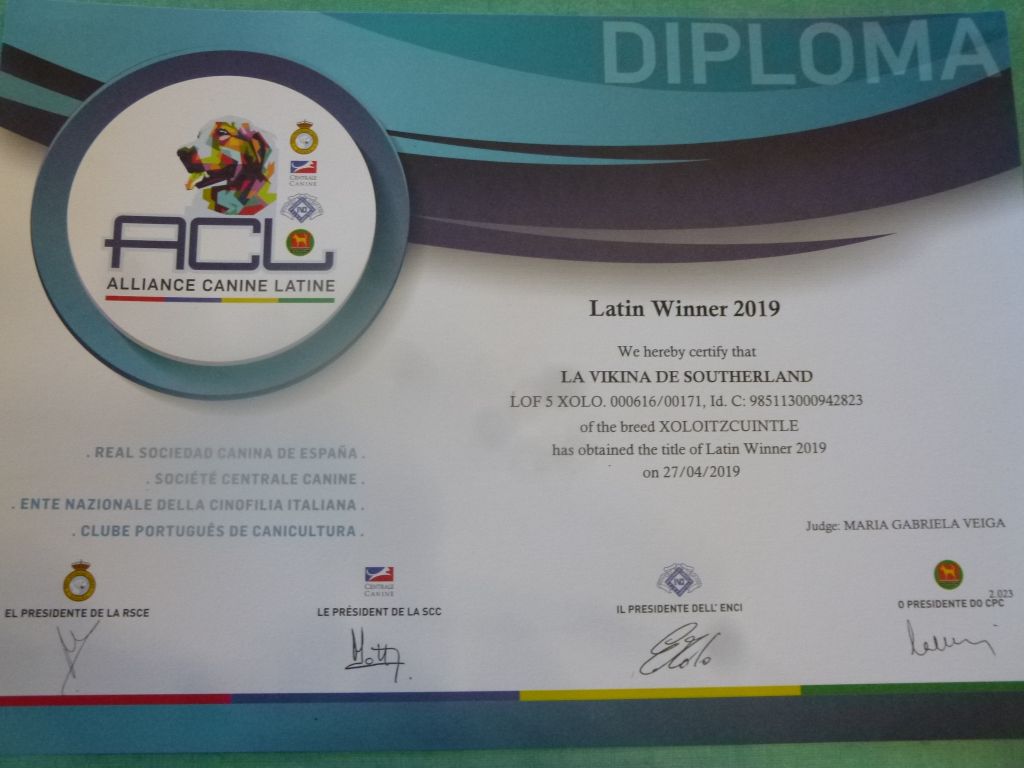 DIPLOMA
CENTRALE
CANINE
ACL
ALLIANCE CANINE LATINE
Latin Winner 2019
We hereby certify that
LA VIKINA DE SOUTHERLAND
LOF 5 XOLO. 000616/00171, Id. C: 985113000942823
of the breed XOLOITZCUINTLE
has obtained the title of Latin Winner 2019
on 27/04/2019
. REAL SOCIEDAD CANINA DE ESPAÑA .
. SOCIÉTÉ CENTRALE CANINE .
. ENTE NAZIONALE DELLA CINOFILIA ITALIANA .
. CLUBE PORTUGUÊS DE CANICULTURA .
Judge: MARIA GABRIELA VEIGA
CENTRALE
CANINE
2.023
EL PRESIDENTE DE LA RSCE
LE PRÉSIDENT DE LA SCC
IL PRESIDENTE DELL' ENCI
O PRESIDENTE DO CPC